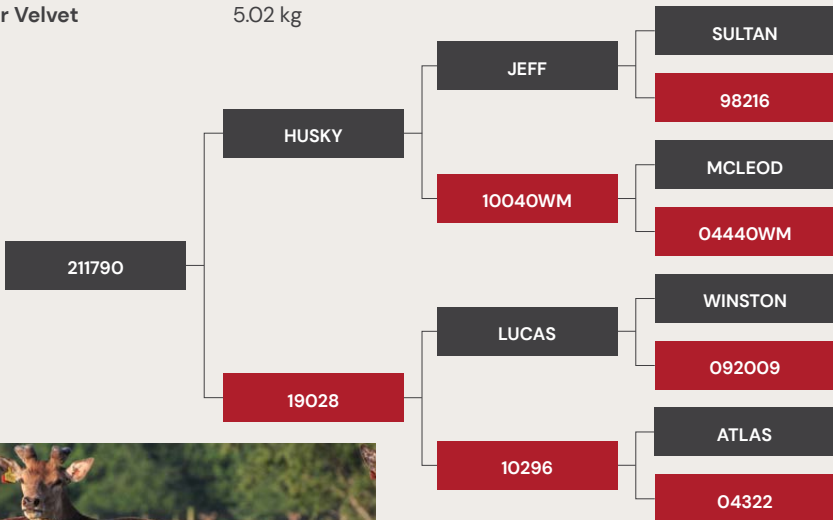 r Velvet 5.02 kg
SULTAN
JEFF
98216
HUSKY
MCLEOD
10040WM
04440WM
211790
WINSTON
LUCAS
092009
19028
ATLAS
10296
04322